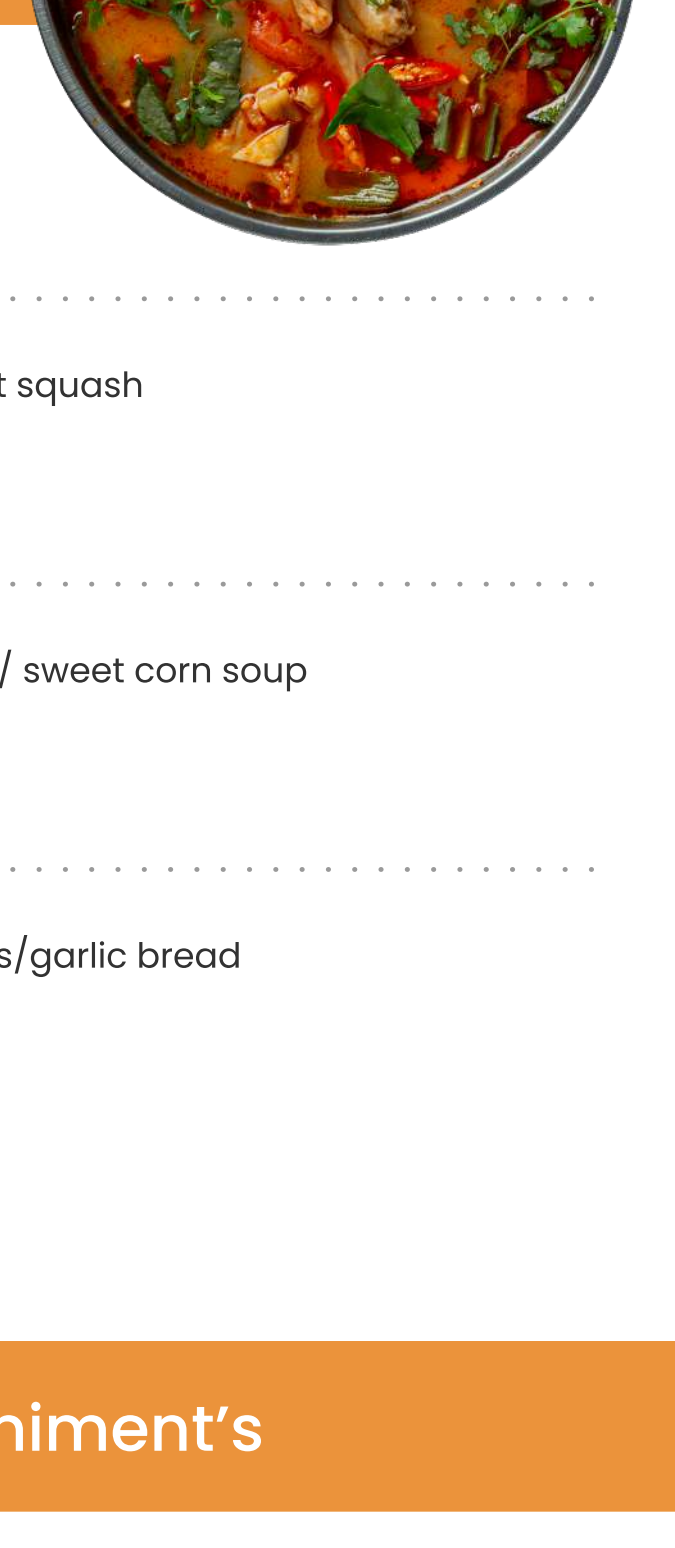 t squash
/ sweet corn soup
s/garlic bread
niment’s